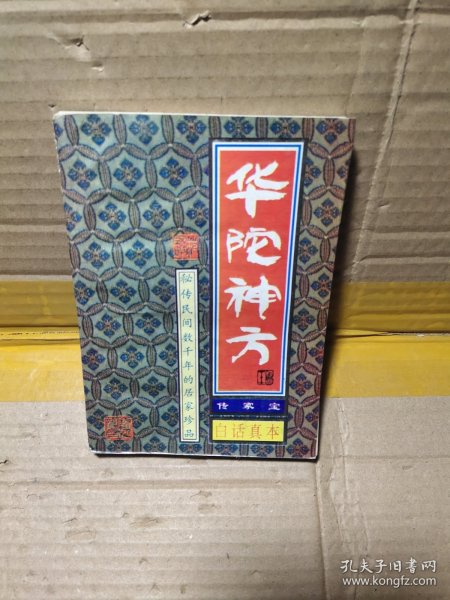 华陀神方
秘传民间数千年的居家珍品
传家宝
白话真本
孔夫子旧书网
www.kongfz.com